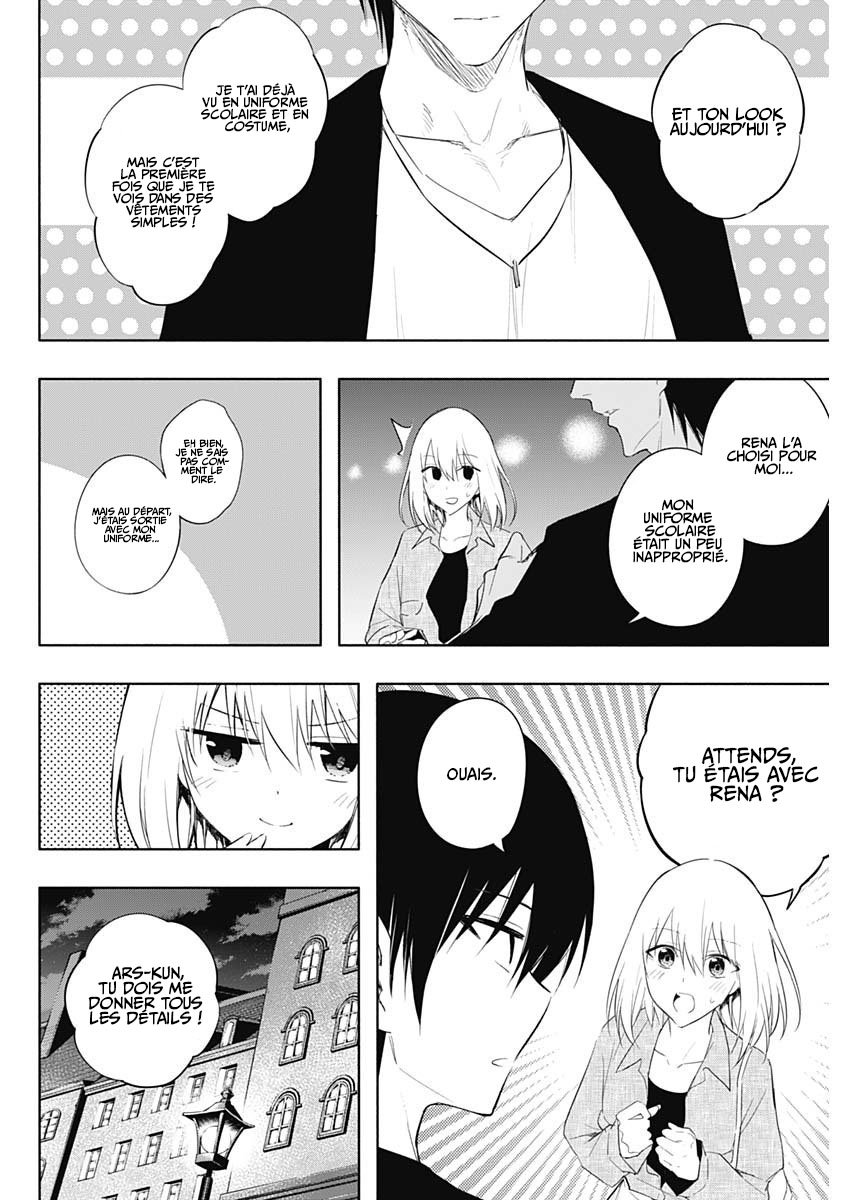 ET TON LOOK
AUJOURD'HUI ?
JE T'AI DÉJÀ
VU EN UNIFORME
SCOLAIRE ET EN
COSTUME,
MAIS C'EST
LA PREMIÈRE
FOIS QUE JE TE
VOIS DANS DES
VÊTEMENTS
SIMPLES !
RENA L'A
CHOISI POUR
MOI...
MON
UNIFORME
SCOLAIRE
ÉTAIT UN PEU
INAPPROPRIÉ.
EH BIEN,
JE NE SAIS
PAS COM-
MENT LE
DIRE.
MAIS AU DÉPART,
J'ÉTAIS SORTIE
AVEC MON
UNIFORME...
ATTENDS,
TU ÉTAIS AVEC
RENA ?
OUAIS.
ARS-KUN,
TU DOIS ME
DONNER TOUS
LES DÉTAILS !